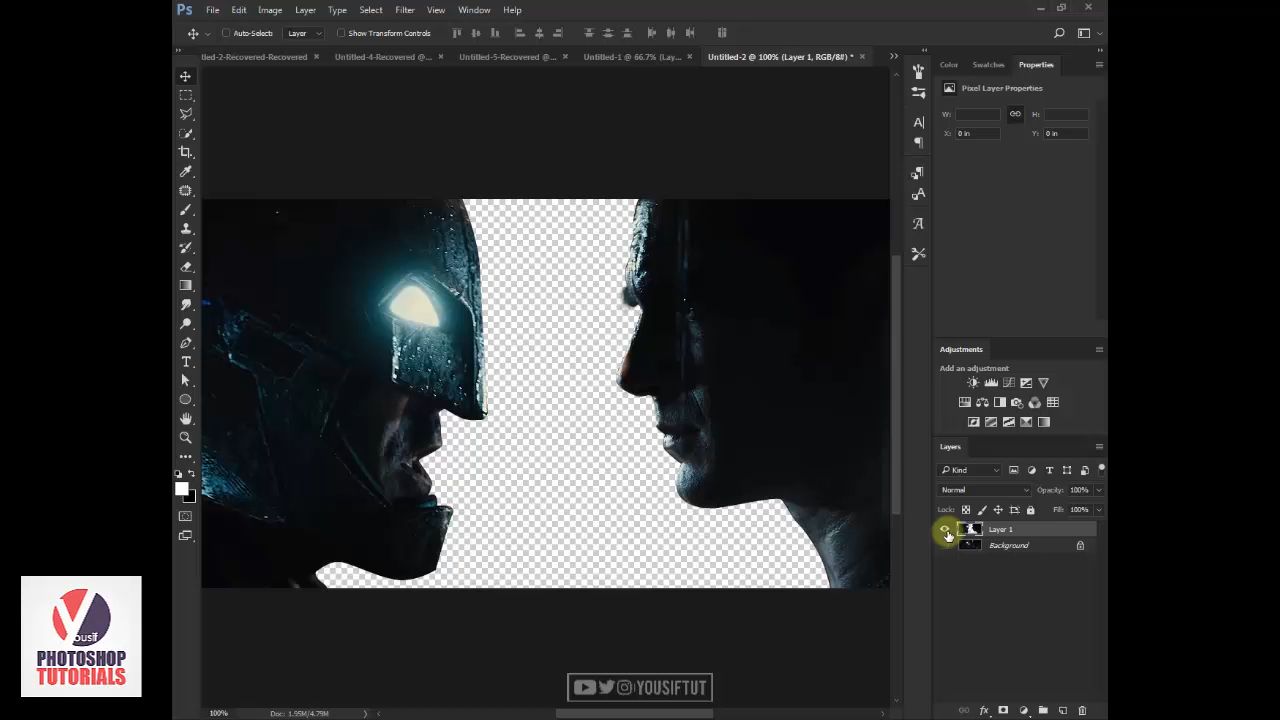 Ps File Edit Image Layer Type Select Filter View Window Help
Auto-Select: Layer Show Transform Controls
tled-2-Recovered-Recovered × Untitled-4-Recovered @... × Untitled-5-Recovered @... × Untitled-1 @ 66.7% (Lay... × Untitled-2 @ 100% (Layer 1, RGB/8#) * ×
Color Swatches Properties
Pixel Layer Properties
W: H:
X: 0 in Y: 0 in
Adjustments
Add an adjustment
Layers
Kind
Normal Opacity: 100%
Lock: Fill: 100%
Layer 1
Background
Yousif
PHOTOSHOP
TUTORIALS
YOUSIFTUT
100% Doc: 1.95M/4.79M